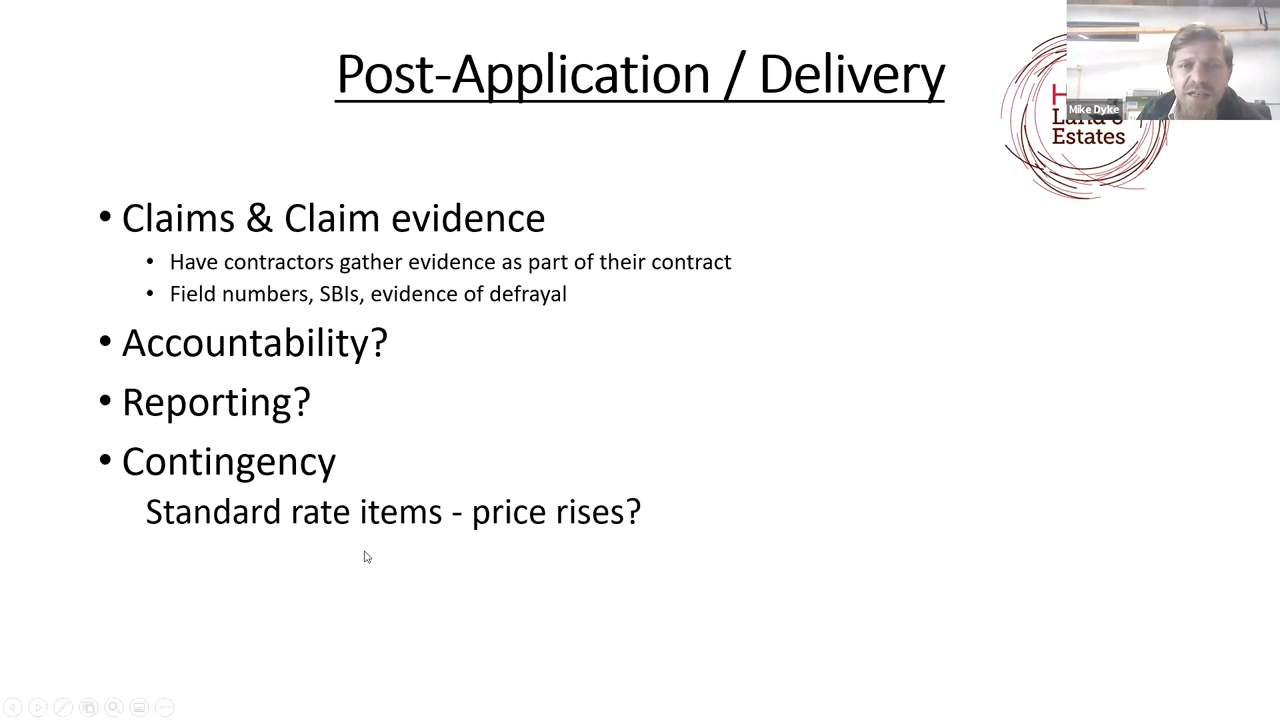 Post-Application / Delivery
Mike Dyke
Estates
• Claims & Claim evidence
• Have contractors gather evidence as part of their contract
• Field numbers, SBIs, evidence of defrayal
• Accountability?
• Reporting?
• Contingency
Standard rate items - price rises?